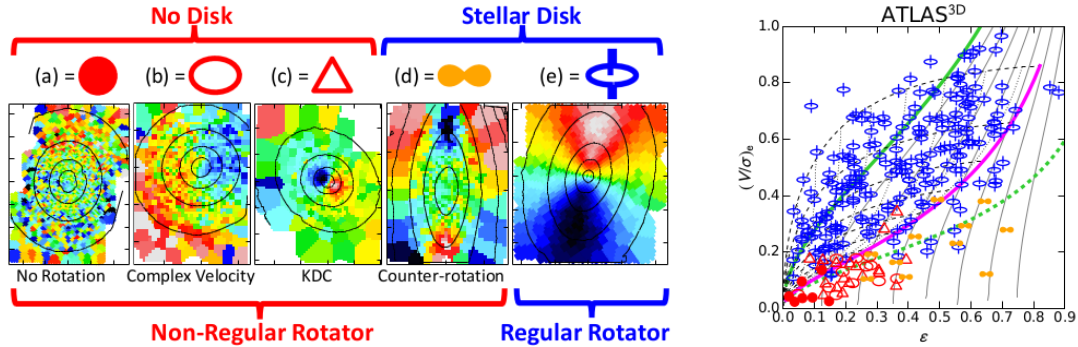 No Disk
Stellar Disk
(a) =
(b) =
(c) =
(d) =
(e) =
No Rotation
Complex Velocity
KDC
Counter-rotation
Non-Regular Rotator
Regular Rotator
ATLAS³ᴰ
(V/σ)ₑ
1.0
0.8
0.6
0.4
0.2
0.0
0.0 0.1 0.2 0.3 0.4 0.5 0.6 0.7 0.8 0.9
ε